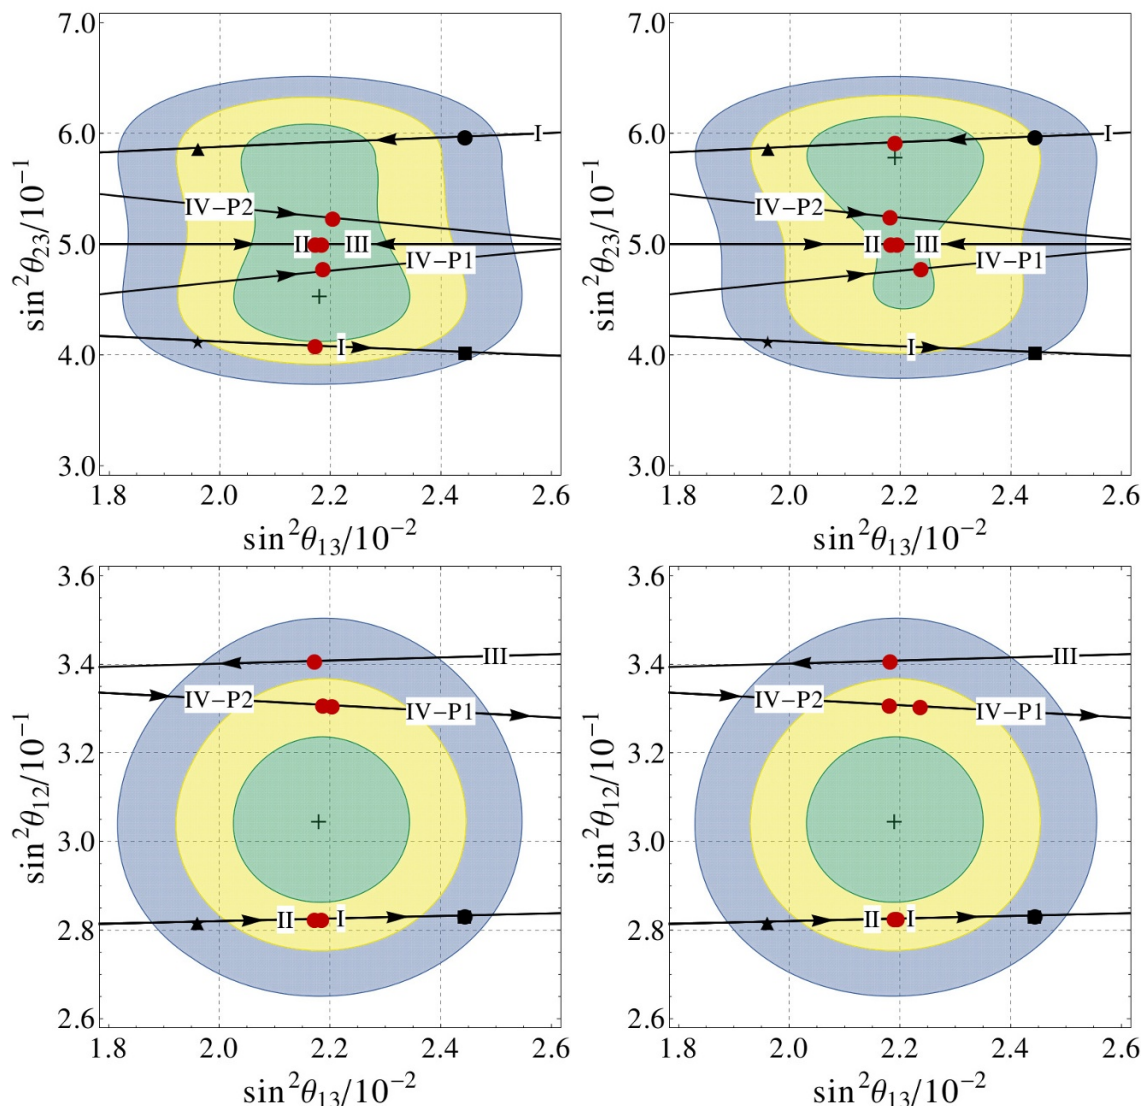 7.0
6.0
5.0
4.0
3.0
sin²θ₂₃/10⁻¹
I
IV−P2
II
III
IV−P1
I
1.8 2.0 2.2 2.4 2.6
sin²θ₁₃/10⁻²
7.0
6.0
5.0
4.0
3.0
sin²θ₂₃/10⁻¹
I
IV−P2
II
III
IV−P1
I
1.8 2.0 2.2 2.4 2.6
sin²θ₁₃/10⁻²
3.6
3.4
3.2
3.0
2.8
2.6
sin²θ₁₂/10⁻¹
III
IV−P2
IV−P1
II
I
1.8 2.0 2.2 2.4 2.6
sin²θ₁₃/10⁻²
3.6
3.4
3.2
3.0
2.8
2.6
sin²θ₁₂/10⁻¹
III
IV−P2
IV−P1
II
I
1.8 2.0 2.2 2.4 2.6
sin²θ₁₃/10⁻²